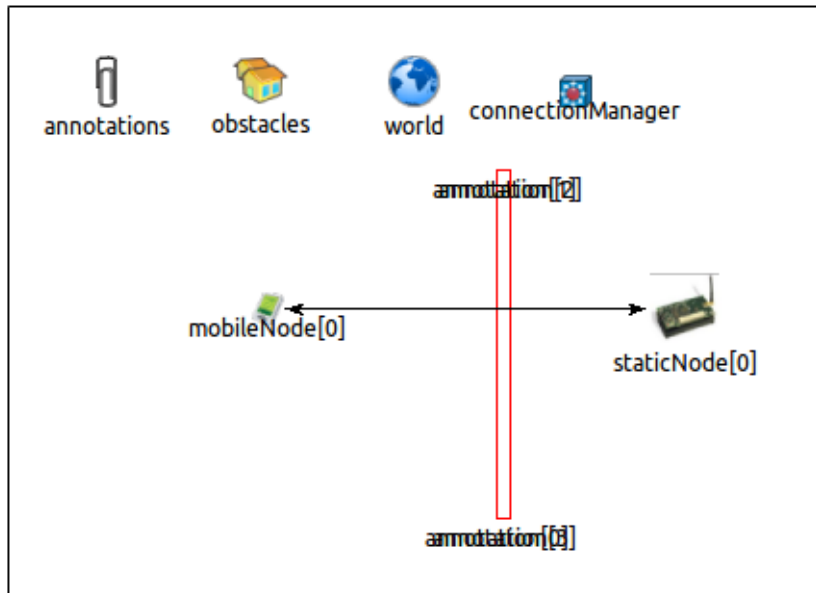 annotations
obstacles
world
connectionManager
mobileNode[0]
staticNode[0]